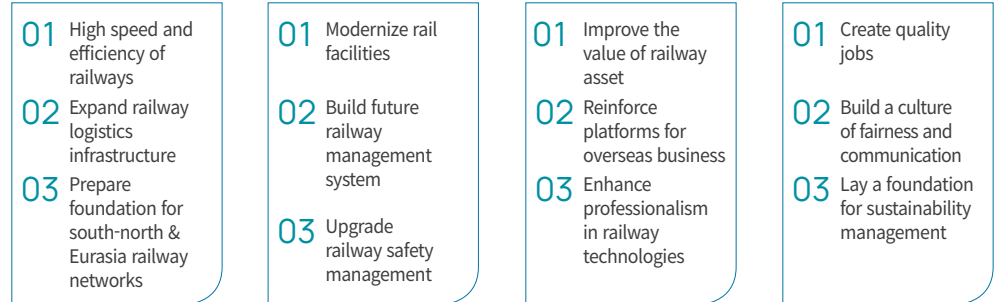 01 High speed and
efficiency of
railways
02 Expand railway
logistics
infrastructure
03 Prepare
foundation for
south-north &
Eurasia railway
networks
01 Modernize rail
facilities
02 Build future
railway
management
system
03 Upgrade
railway safety
management
01 Improve the
value of railway
asset
02 Reinforce
platforms for
overseas business
03 Enhance
professionalism
in railway
technologies
01 Create quality
jobs
02 Build a culture
of fairness and
communication
03 Lay a foundation
for sustainability
management